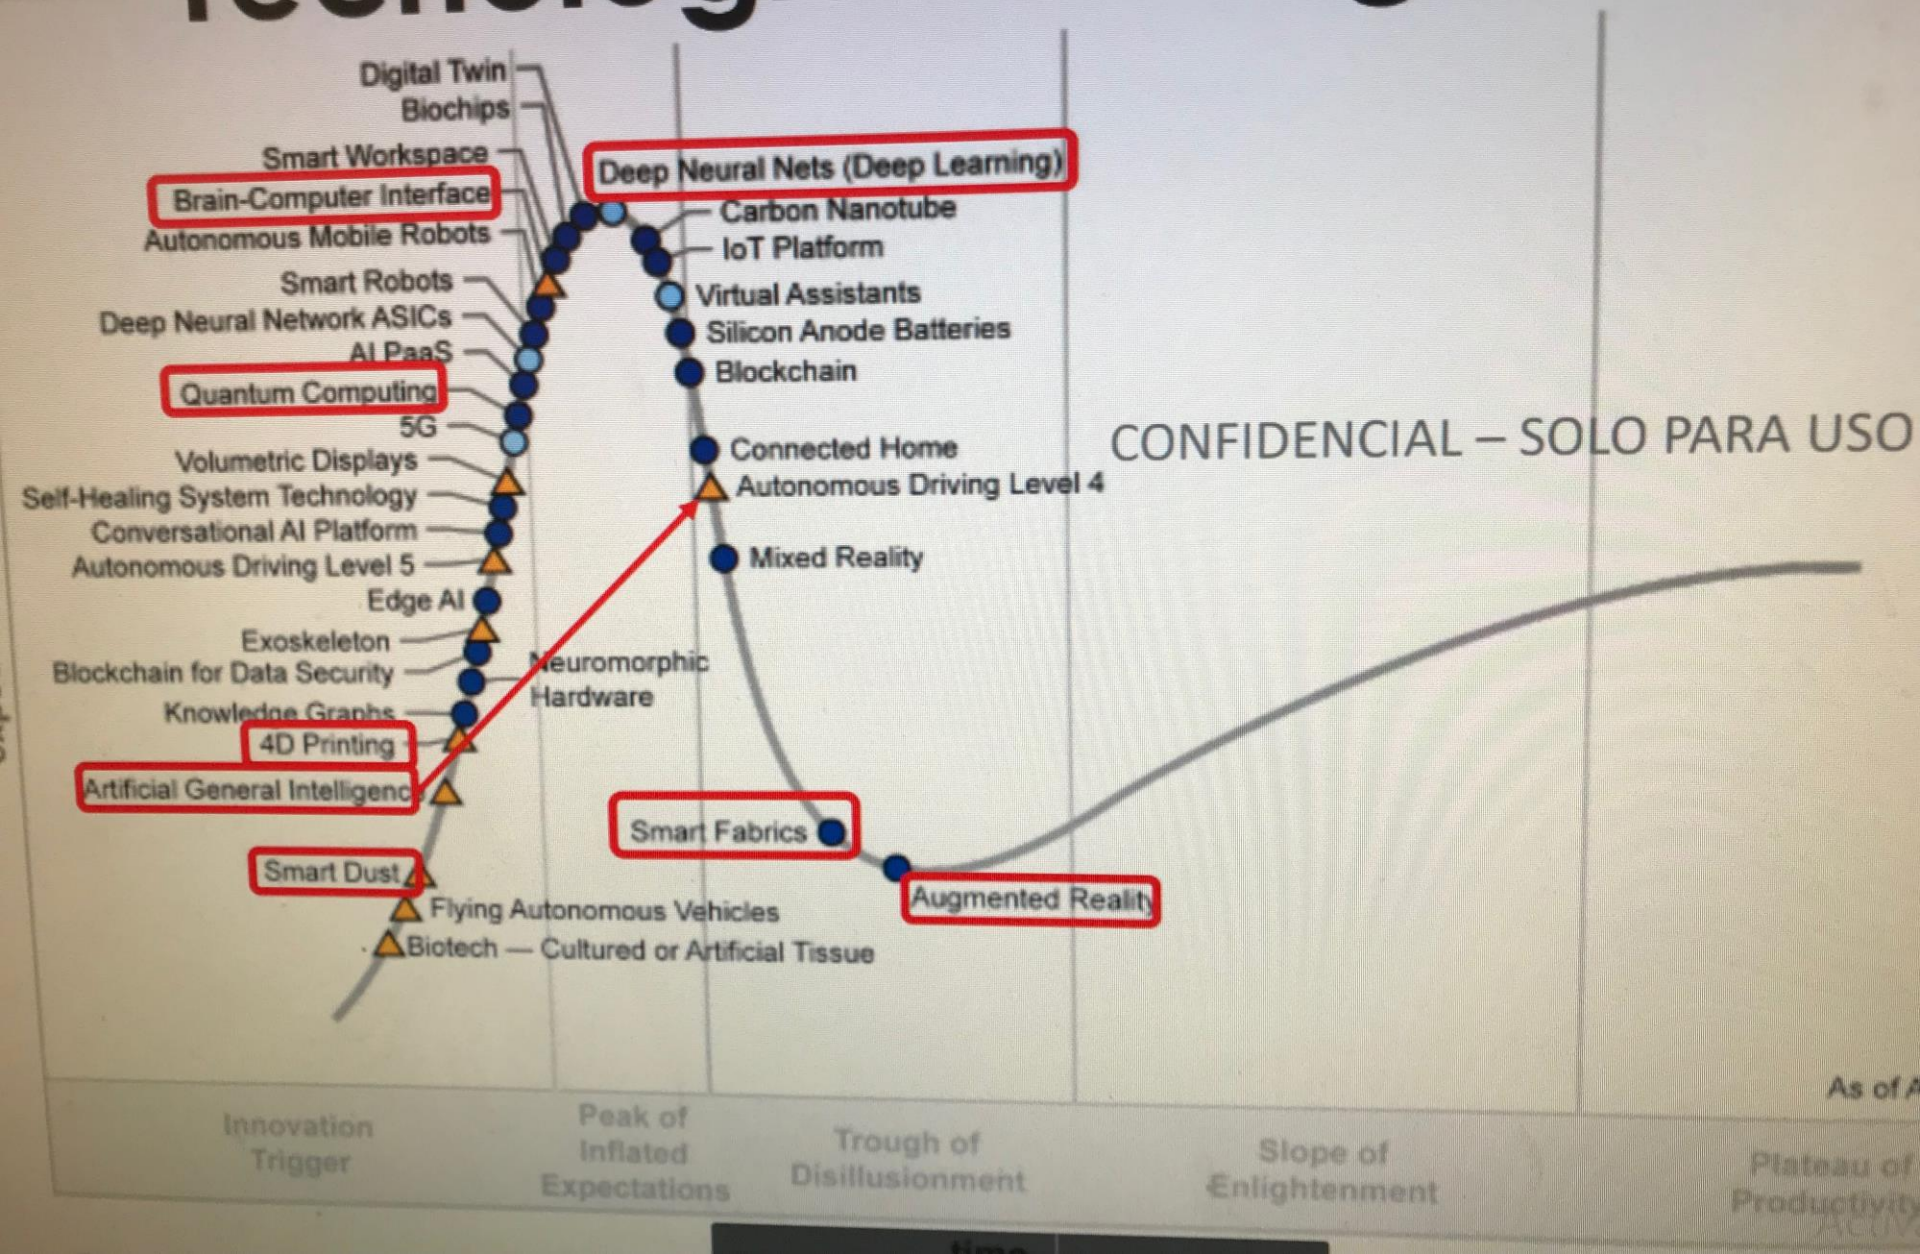 Digital Twin
Biochips
Smart Workspace
Deep Neural Nets (Deep Learning)
Brain-Computer Interface
Carbon Nanotube
Autonomous Mobile Robots
IoT Platform
Smart Robots
Virtual Assistants
Deep Neural Network ASICs
Silicon Anode Batteries
AI PaaS
Blockchain
Quantum Computing
5G
CONFIDENCIAL – SOLO PARA USO
Connected Home
Volumetric Displays
Autonomous Driving Level 4
Self-Healing System Technology
Conversational AI Platform
Mixed Reality
Autonomous Driving Level 5
Edge AI
Exoskeleton
Neuromorphic
Hardware
Blockchain for Data Security
Knowledge Graphs
4D Printing
Artificial General Intelligenc
Smart Fabrics
Smart Dust
Augmented Reality
Flying Autonomous Vehicles
Biotech — Cultured or Artificial Tissue
As of A
Innovation
Trigger
Peak of
Inflated
Expectations
Trough of
Disillusionment
Slope of
Enlightenment
Plateau of
Productivity
time